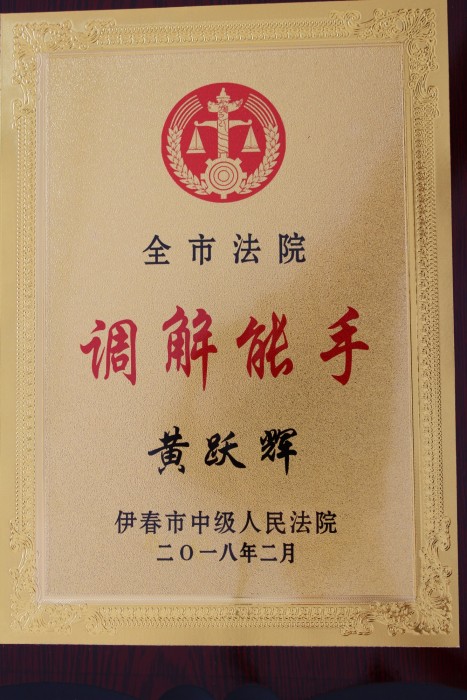 全市法院
调解能手
黄跃辉
伊春市中级人民法院
二〇一八年二月